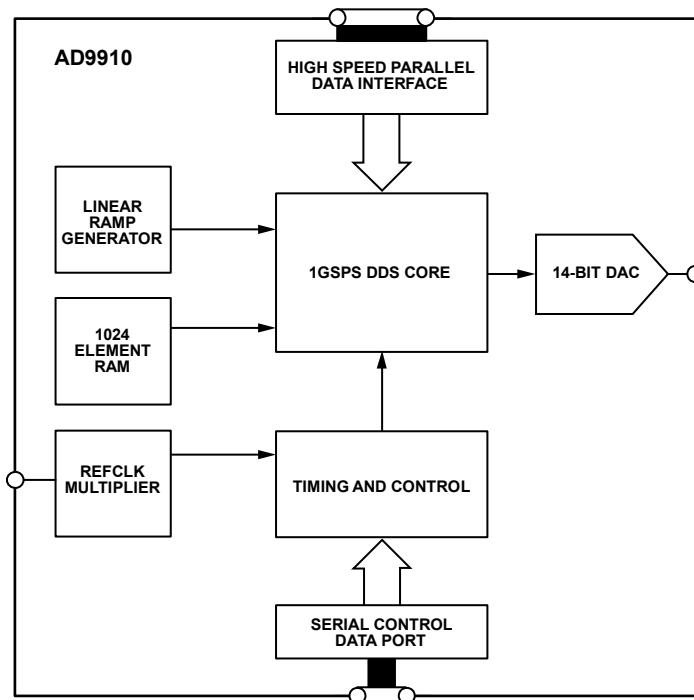 AD9910
HIGH SPEED PARALLEL
DATA INTERFACE
LINEAR
RAMP
GENERATOR
1GSPS DDS CORE
14-BIT DAC
1024
ELEMENT
RAM
REFCLK
MULTIPLIER
TIMING AND CONTROL
SERIAL CONTROL
DATA PORT